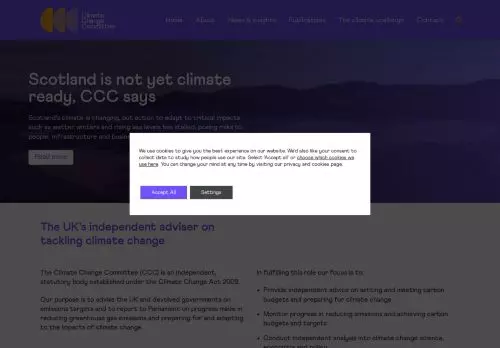 Climate
Change
Committee
Home
About
News & insights
Publications
The climate challenge
Contact
Scotland is not yet climate
ready, CCC says
Scotland's climate is changing, but action to adapt to critical impacts
such as wetter winters and rising sea levels has stalled, posing risks to
people, infrastructure and
Read more
We use cookies to give you the best experience on our website. We'd also like your consent
to collect data to study how people use our site. Select 'Accept all' or choose which cookies we
use here. You can change your mind at any time by visiting our privacy and cookies page.
Accept All
Settings
The UK's independent adviser on
tackling climate change
The Climate Change Committee (CCC) is an independent,
statutory body established under the Climate Change Act 2008.
Our purpose is to advise the UK and devolved governments on
emissions targets and to report to Parliament on progress made in
reducing greenhouse gas emissions and preparing for and adapting
to the impacts of climate change.
In fulfilling this role our focus is to:
Provide independent advice on setting and meeting carbon
budgets and preparing for climate change
Monitor progress in reducing emissions and achieving carbon
budgets and targets
Conduct independent analysis into climate change science,
economics and policy